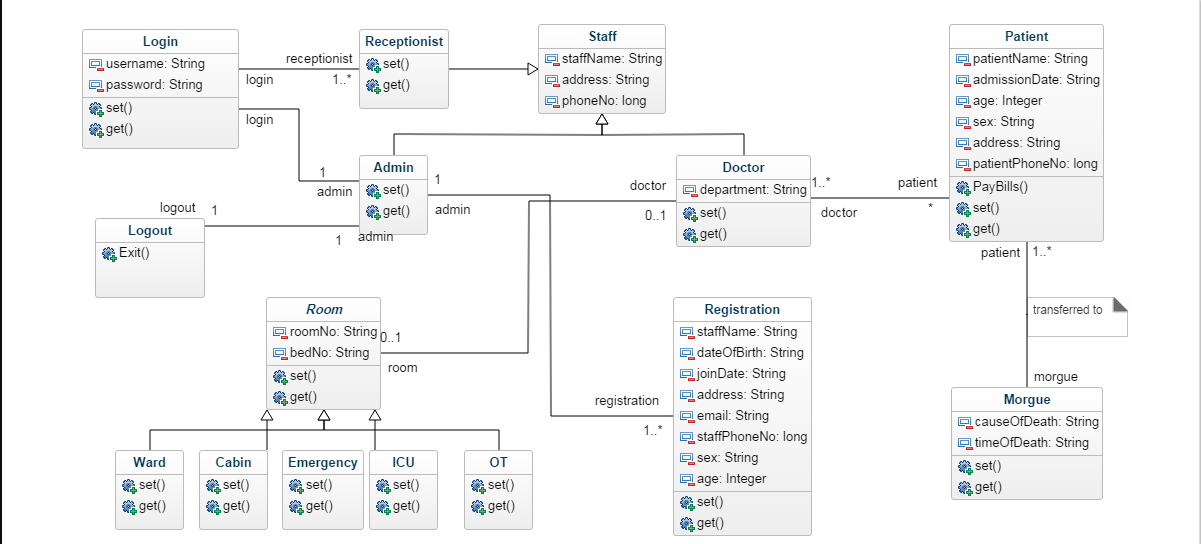 Login
username: String
password: String
set()
get()
login
login
receptionist
1..*
Receptionist
set()
get()
Staff
staffName: String
address: String
phoneNo: long
Patient
patientName: String
admissionDate: String
age: Integer
sex: String
address: String
patientPhoneNo: long
PayBills()
set()
get()
1
admin
Admin
set()
get()
1
admin
doctor
0..1
Doctor
department: String
set()
get()
1..*
doctor
patient
*
logout
1
Logout
Exit()
1
admin
patient
1..*
transferred to
Room
roomNo: String
bedNo: String
set()
get()
0..1
room
Registration
staffName: String
dateOfBirth: String
joinDate: String
address: String
email: String
staffPhoneNo: long
sex: String
age: Integer
set()
get()
registration
1..*
morgue
Morgue
causeOfDeath: String
timeOfDeath: String
set()
get()
Ward
set()
get()
Cabin
set()
get()
Emergency
set()
get()
ICU
set()
get()
OT
set()
get()